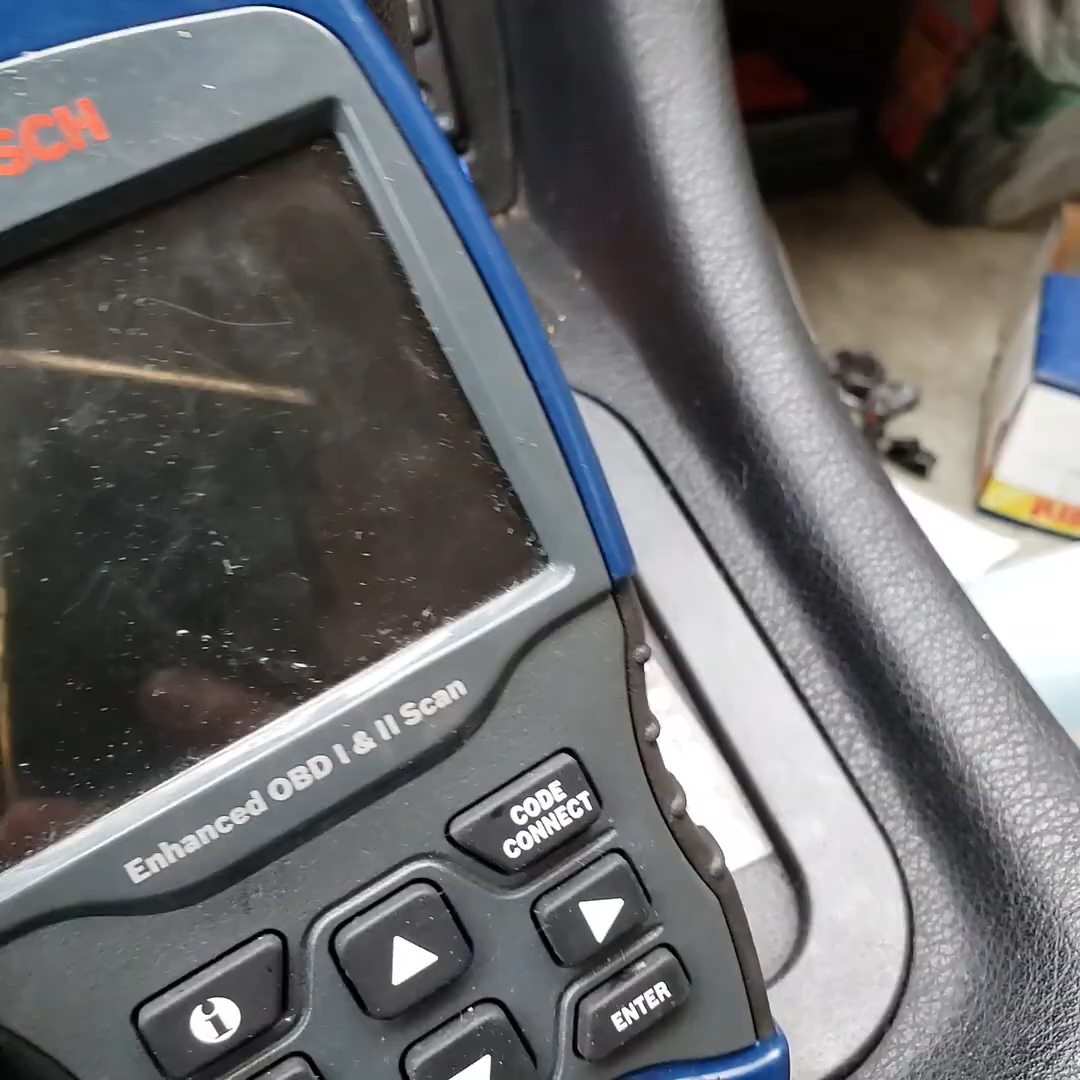 SCH
Enhanced OBD I & II Scan
CODE
CONNECT
ENTER
i